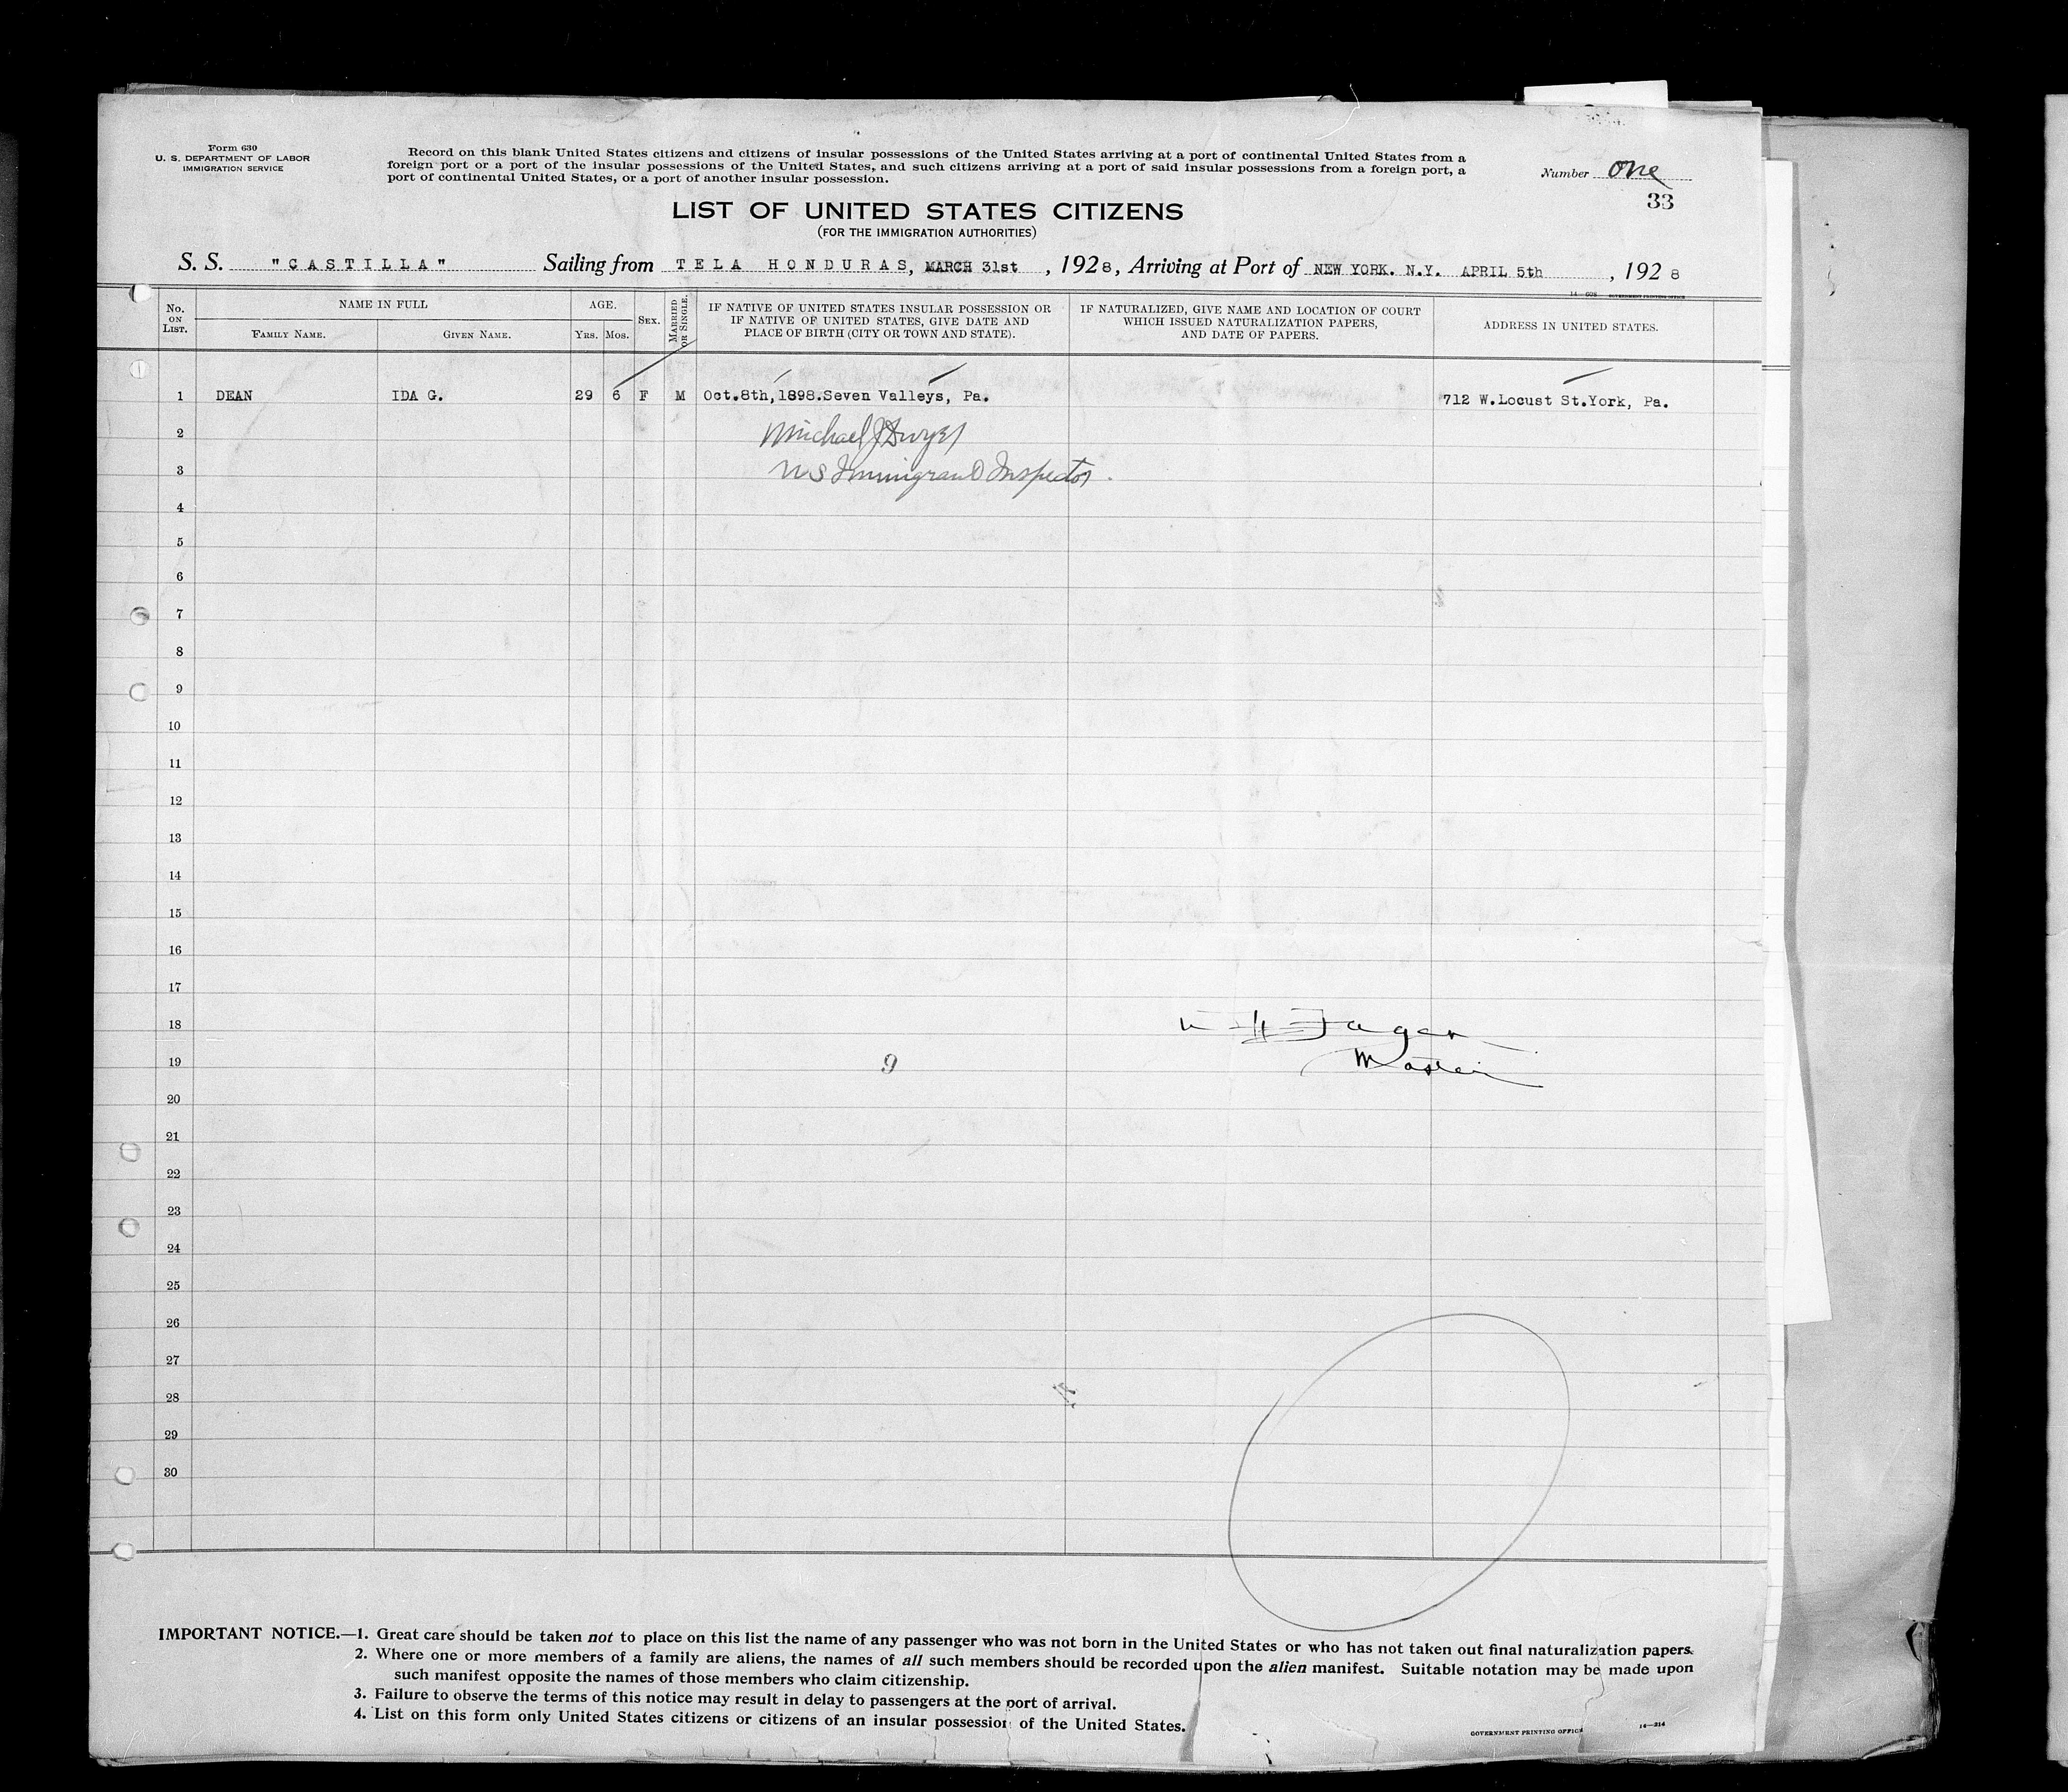 Form 630
U. S. DEPARTMENT OF LABOR
IMMIGRATION SERVICE
Record on this blank United States citizens and citizens of insular possessions of the United States arriving at a port of continental United States from a
foreign port or a port of the insular possessions of the United States, and such citizens arriving at a port of said insular possessions from a foreign port, a
port of continental United States, or a port of another insular possession.
Number one
33
LIST OF UNITED STATES CITIZENS
(FOR THE IMMIGRATION AUTHORITIES)
S. S. "CASTILLA" Sailing from TELA HONDURAS, MARCH 31st, 1928, Arriving at Port of NEW YORK. N.Y. APRIL 5th, 1928
No. ON LIST.
NAME IN FULL
FAMILY NAME.
GIVEN NAME.
AGE.
YRS. MOS.
SEX.
MARRIED OR SINGLE.
IF NATIVE OF UNITED STATES INSULAR POSSESSION OR
IF NATIVE OF UNITED STATES, GIVE DATE AND
PLACE OF BIRTH (CITY OR TOWN AND STATE).
IF NATURALIZED, GIVE NAME AND LOCATION OF COURT
WHICH ISSUED NATURALIZATION PAPERS,
AND DATE OF PAPERS.
ADDRESS IN UNITED STATES.
1 DEAN IDA G. 29 6 F M Oct.8th,1898.Seven Valleys, Pa. 712 W.Locust St.York, Pa.
2 Michael J Dwyer
3 US Immigrant Inspector.
4
5
6
7
8
9
10
11
12
13
14
15
16
17
18
19 9 Master
20
21
22
23
24
25
26
27
28
29
30
IMPORTANT NOTICE.—1. Great care should be taken not to place on this list the name of any passenger who was not born in the United States or who has not taken out final naturalization papers.
2. Where one or more members of a family are aliens, the names of all such members should be recorded upon the alien manifest. Suitable notation may be made upon
such manifest opposite the names of those members who claim citizenship.
3. Failure to observe the terms of this notice may result in delay to passengers at the port of arrival.
4. List on this form only United States citizens or citizens of an insular possession of the United States.
GOVERNMENT PRINTING OFFICE 14—214